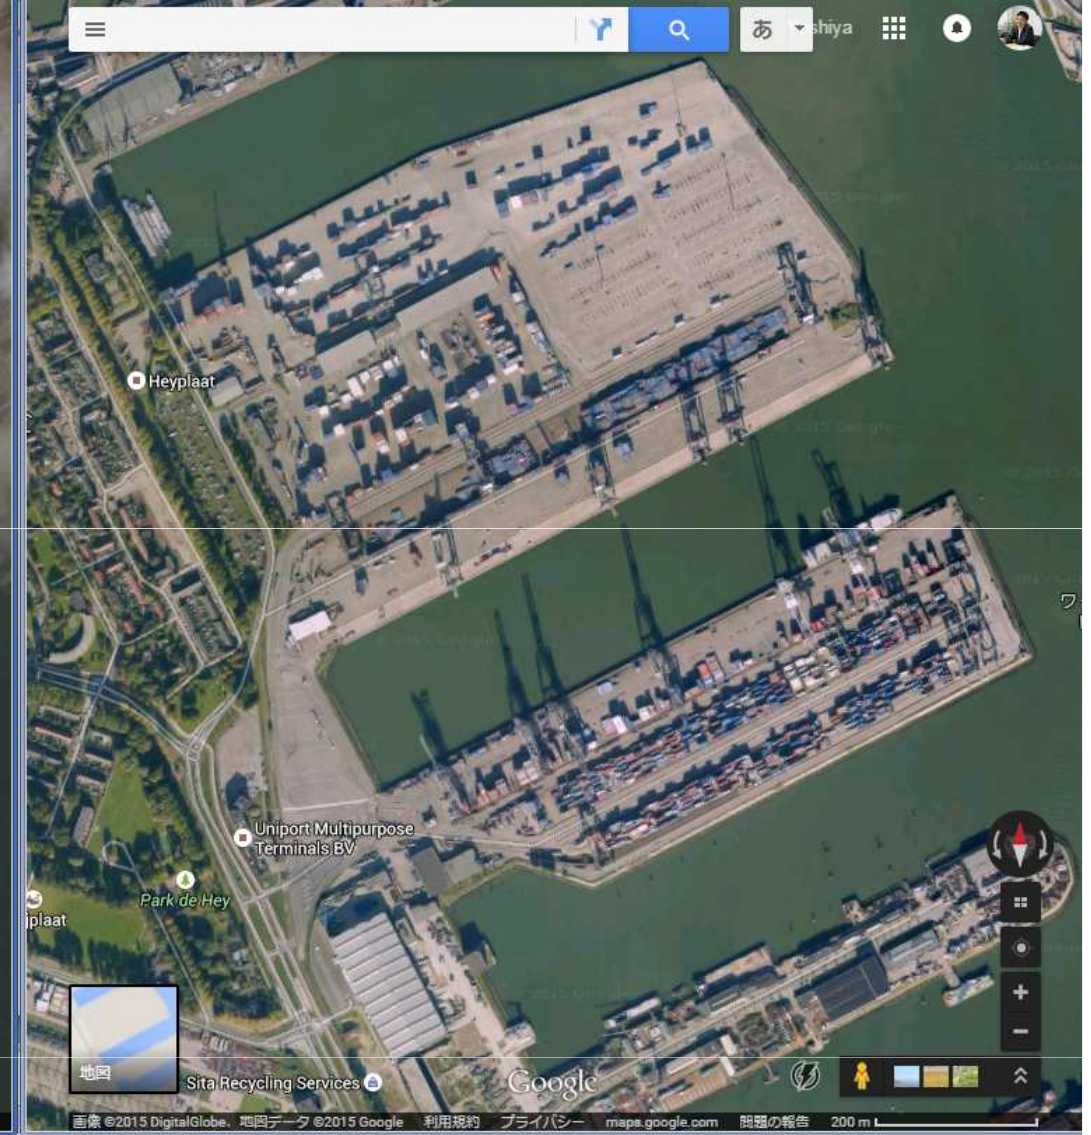 あ
shiya
Heyplaat
ワ
Uniport Multipurpose
Terminals BV
Park de Hey
jplaat
地図
Sita Recycling Services
Google
画像 ©2015 DigitalGlobe、地図データ ©2015 Google 利用規約 プライバシー maps.google.com 問題の報告 200 m